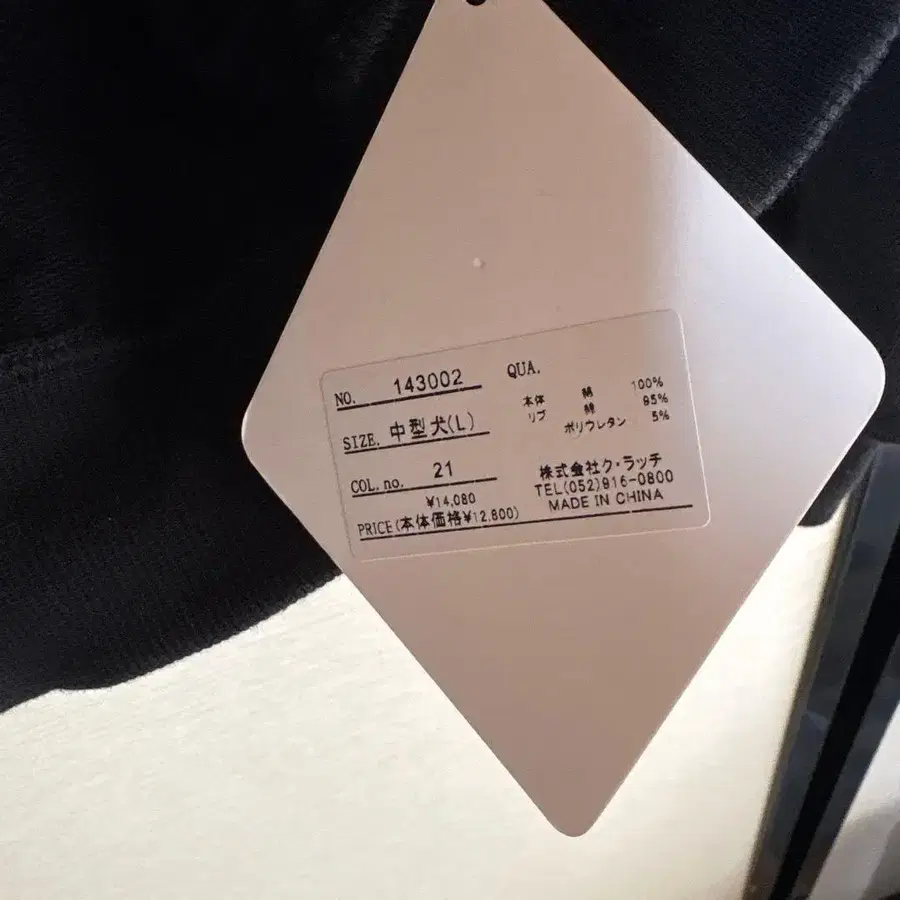 NO. 143002
SIZE. 中型犬(L)
COL. no. 21
¥14,080
PRICE(本体価格¥12,800)
QUA.
本体 綿 100%
リブ 綿 95%
ポリウレタン 5%
株式会社ク・ラッチ
TEL(052)916-0800
MADE IN CHINA